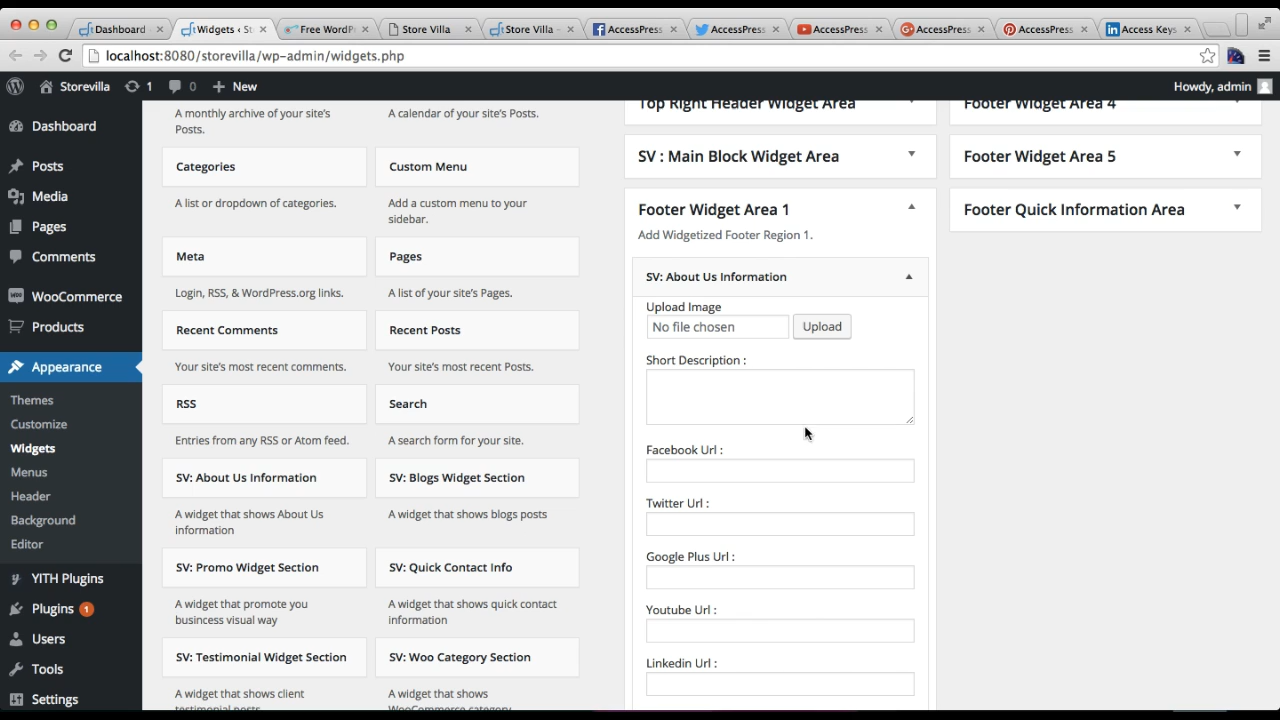 Dashboard
Widgets ‹ St
Free WordP
Store Villa
Store Villa -
AccessPress
AccessPress
AccessPress
AccessPress
AccessPress
Access Keys
localhost:8080/storevilla/wp-admin/widgets.php
Storevilla
1
0
New
Howdy, admin
Dashboard
Posts
Media
Pages
Comments
WooCommerce
Products
Appearance
Themes
Customize
Widgets
Menus
Header
Background
Editor
YITH Plugins
Plugins 1
Users
Tools
Settings
A monthly archive of your site's
Posts.
A calendar of your site's Posts.
Categories
Custom Menu
A list or dropdown of categories.
Add a custom menu to your
sidebar.
Meta
Pages
Login, RSS, & WordPress.org links.
A list of your site's Pages.
Recent Comments
Recent Posts
Your site's most recent comments.
Your site's most recent Posts.
RSS
Search
Entries from any RSS or Atom feed.
A search form for your site.
SV: About Us Information
SV: Blogs Widget Section
A widget that shows About Us
information
A widget that shows blogs posts
SV: Promo Widget Section
SV: Quick Contact Info
A widget that promote you
business visual way
A widget that shows quick contact
information
SV: Testimonial Widget Section
SV: Woo Category Section
A widget that shows client
testimonial posts
A widget that shows
WooCommerce category
Top Right Header Widget Area
SV : Main Block Widget Area
Footer Widget Area 1
Add Widgetized Footer Region 1.
SV: About Us Information
Upload Image
No file chosen
Upload
Short Description :
Facebook Url :
Twitter Url :
Google Plus Url :
Youtube Url :
Linkedin Url :
Footer Widget Area 4
Footer Widget Area 5
Footer Quick Information Area